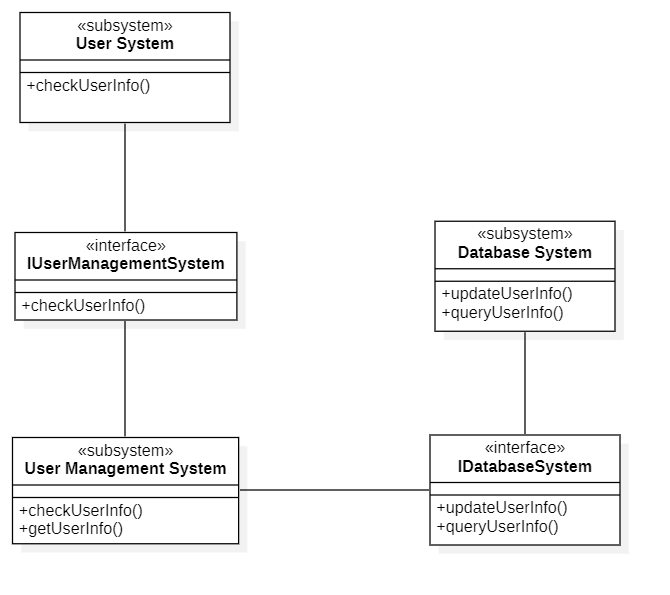 «subsystem»
User System
+checkUserInfo()
«interface»
IUserManagementSystem
+checkUserInfo()
«subsystem»
Database System
+updateUserInfo()
+queryUserInfo()
«subsystem»
User Management System
+checkUserInfo()
+getUserInfo()
«interface»
IDatabaseSystem
+updateUserInfo()
+queryUserInfo()